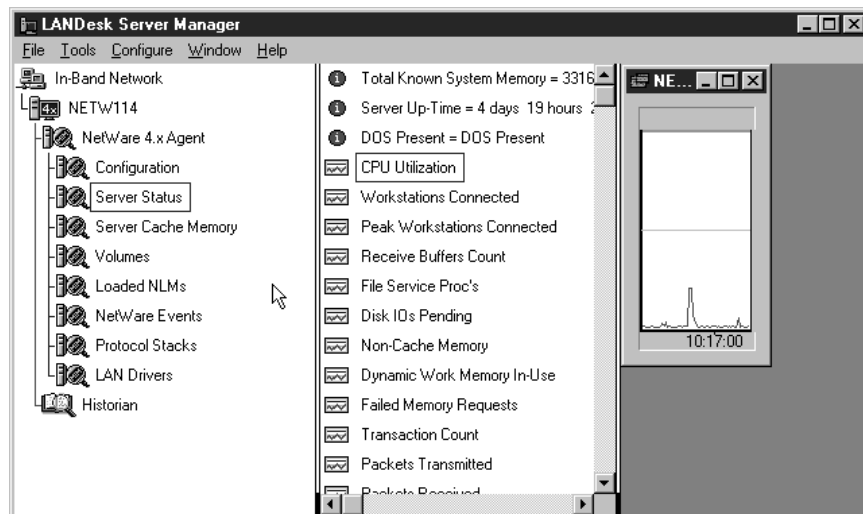 LANDesk Server Manager
File Tools Configure Window Help
In-Band Network
4x NETW114
NetWare 4.x Agent
Configuration
Server Status
Server Cache Memory
Volumes
Loaded NLMs
NetWare Events
Protocol Stacks
LAN Drivers
Historian
Total Known System Memory = 3316
Server Up-Time = 4 days 19 hours 2
DOS Present = DOS Present
CPU Utilization
Workstations Connected
Peak Workstations Connected
Receive Buffers Count
File Service Proc's
Disk IOs Pending
Non-Cache Memory
Dynamic Work Memory In-Use
Failed Memory Requests
Transaction Count
Packets Transmitted
Packets Received
NE...
10:17:00